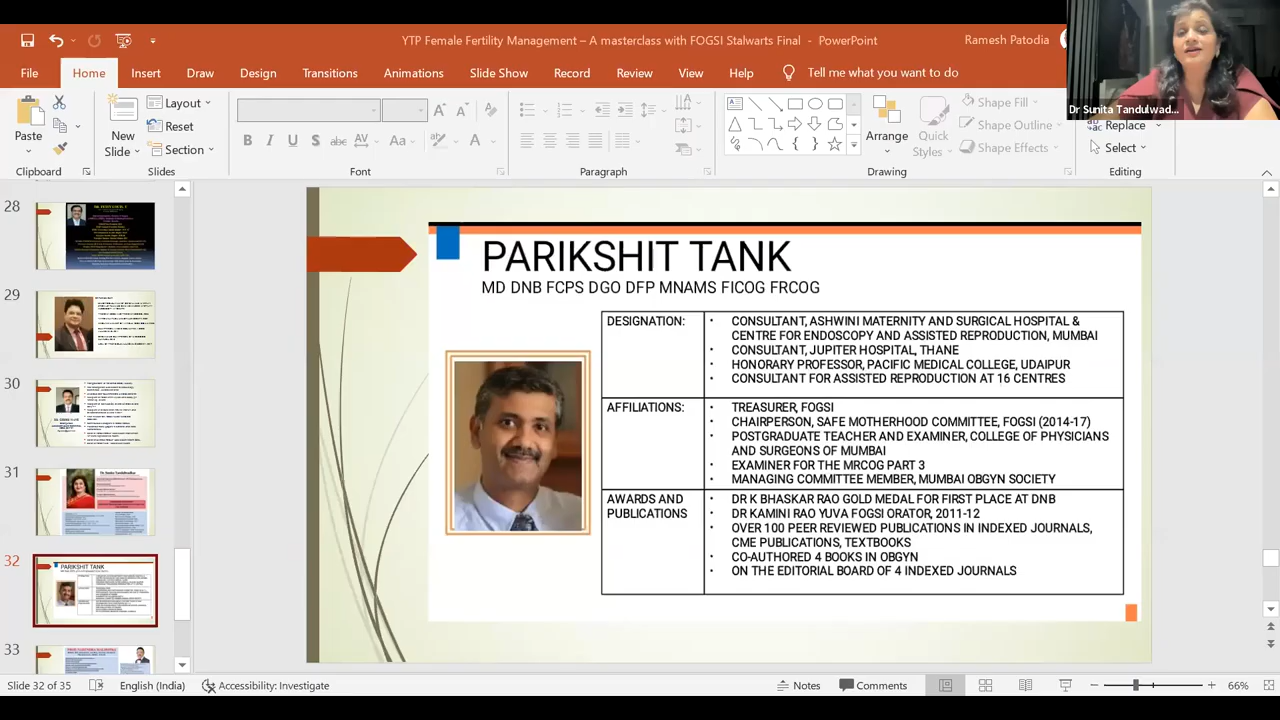 YTP Female Fertility Management – A masterclass with FOGSI Stalwarts Final - PowerPoint
Ramesh Patodia
Dr Sunita Tandulwad...
File Home Insert Draw Design Transitions Animations Slide Show Record Review View Help Tell me what you want to do
Paste
Clipboard
New Slide
Layout
Reset
Section
Slides
B I U S abc AV Aa A
Font
Paragraph
Arrange
Quick Styles
Shape Fill
Shape Outline
Shape Effects
Drawing
Replace
Select
Editing
28
29
30
31
32
PARIKSHIT TANK
33
PARIKSHIT TANK
MD DNB FCPS DGO DFP MNAMS FICOG FRCOG
DESIGNATION:
• CONSULTANT, ASHWINI MATERNITY AND SURGICAL HOSPITAL &
CENTRE FOR ENDOSCOPY AND ASSISTED REPRODUCTION, MUMBAI
• CONSULTANT, JUPITER HOSPITAL, THANE
• HONORARY PROFESSOR, PACIFIC MEDICAL COLLEGE, UDAIPUR
• CONSULTANT FOR ASSISTED REPRODUCTION AT 16 CENTRES
AFFILIATIONS:
• TREASURER, FOGSI
• CHAIRPERSON, SAFE MOTHERHOOD COMMITTEE, FOGSI (2014-17)
• POSTGRADUATE TEACHER AND EXAMINER, COLLEGE OF PHYSICIANS
AND SURGEONS OF MUMBAI
• EXAMINER FOR THE MRCOG PART 3
• MANAGING COMMITTEE MEMBER, MUMBAI OBGYN SOCIETY
AWARDS AND
PUBLICATIONS
• DR K BHASKAR RAO GOLD MEDAL FOR FIRST PLACE AT DNB
• DR KAMINI RAO YUVA FOGSI ORATOR, 2011-12
• OVER 150 PEER REVIEWED PUBLICATIONS IN INDEXED JOURNALS,
CME PUBLICATIONS, TEXTBOOKS
• CO-AUTHORED 4 BOOKS IN OBGYN
• ON THE EDITORIAL BOARD OF 4 INDEXED JOURNALS
Slide 32 of 35 English (India) Accessibility: Investigate Notes Comments 66%